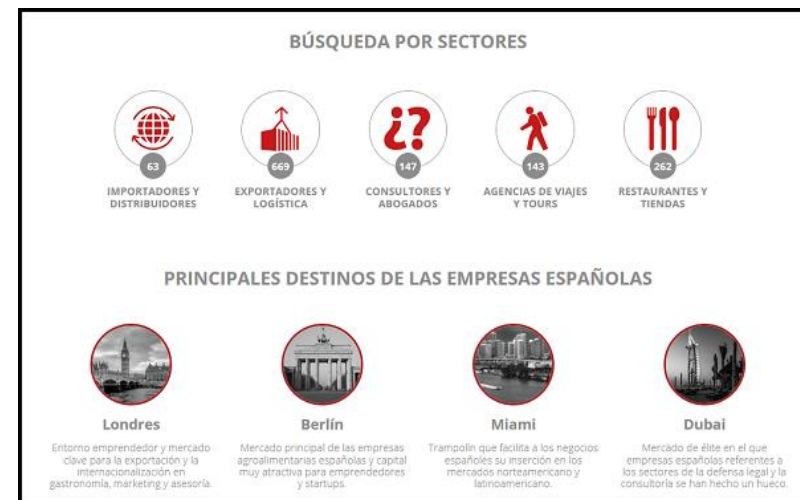 BÚSQUEDA POR SECTORES
¿?
63
669
147
143
262
IMPORTADORES Y
DISTRIBUIDORES
EXPORTADORES Y
LOGÍSTICA
CONSULTORES Y
ABOGADOS
AGENCIAS DE VIAJES
Y TOURS
RESTAURANTES Y
TIENDAS
PRINCIPALES DESTINOS DE LAS EMPRESAS ESPAÑOLAS
Londres
Entorno emprendedor y mercado
clave para la exportación y la
internacionalización en
gastronomía, marketing y asesoría.
Berlín
Mercado principal de las empresas
agroalimentarias españolas y capital
muy atractiva para emprendedores
y startups.
Miami
Trampolín que facilita a los negocios
españoles su inserción en los
mercados norteamericano y
latinoamericano.
Dubai
Mercado de élite en el que
empresas españolas referentes a
los sectores de la defensa legal y la
consultoría se han hecho un hueco.